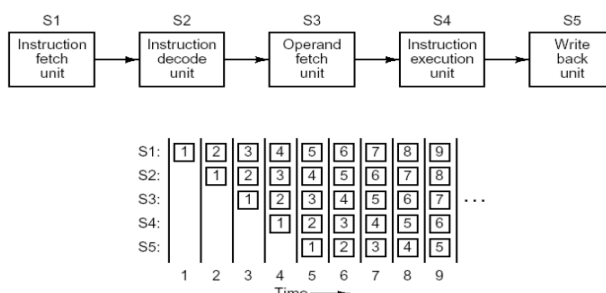 S1 S2 S3 S4 S5
Instruction fetch unit
Instruction decode unit
Operand fetch unit
Instruction execution unit
Write back unit
S1: 1 2 3 4 5 6 7 8 9
S2: 1 2 3 4 5 6 7 8
S3: 1 2 3 4 5 6 7 ...
S4: 1 2 3 4 5 6
S5: 1 2 3 4 5
1 2 3 4 5 6 7 8 9
Time